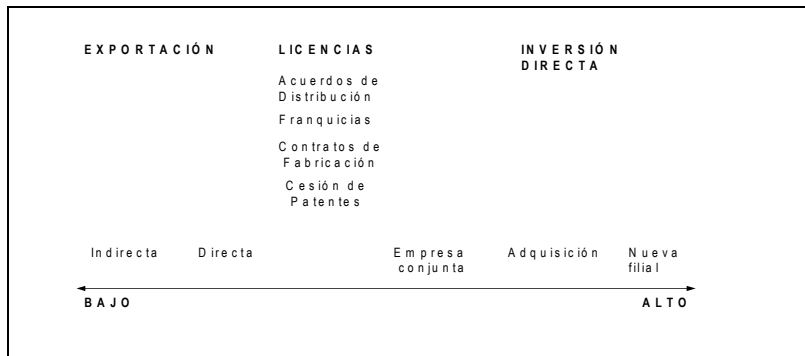 EXPORTACIÓN
LICENCIAS
INVERSIÓN
DIRECTA
Acuerdos de
Distribución
Franquicias
Contratos de
Fabricación
Cesión de
Patentes
Indirecta
Directa
Empresa
conjunta
Adquisición
Nueva
filial
BAJO
ALTO